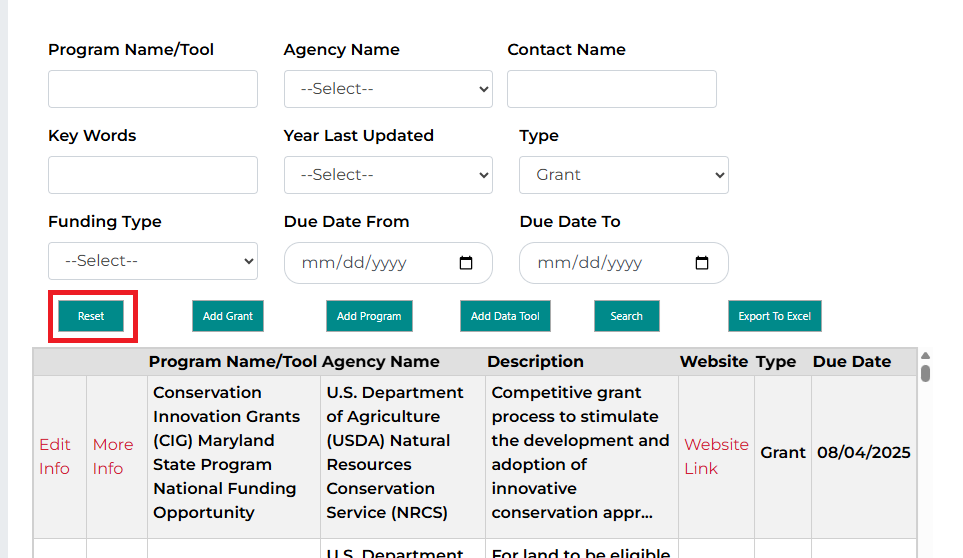 Program Name/Tool Agency Name Contact Name
--Select--
Key Words Year Last Updated Type
--Select-- Grant
Funding Type Due Date From Due Date To
--Select-- mm/dd/yyyy mm/dd/yyyy
Reset Add Grant Add Program Add Data Tool Search Export To Excel
Program Name/Tool Agency Name Description Website Type Due Date
Edit Info
More Info
Conservation
Innovation Grants
(CIG) Maryland
State Program
National Funding
Opportunity
U.S. Department
of Agriculture
(USDA) Natural
Resources
Conservation
Service (NRCS)
Competitive grant
process to stimulate
the development and
adoption of
innovative
conservation appr...
Website
Link
Grant
08/04/2025
U.S. Department
For land to be eligible